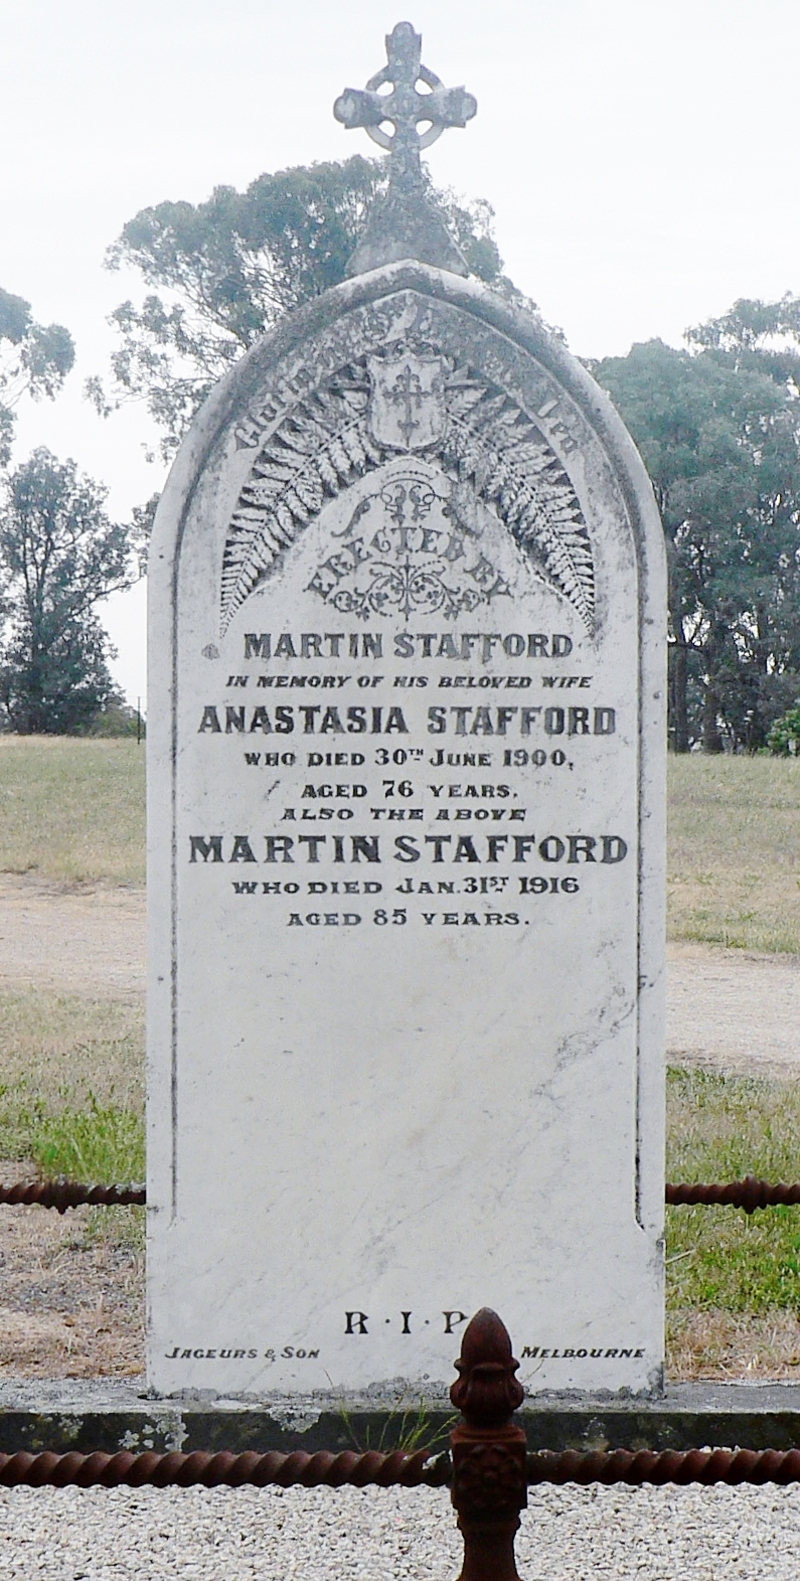 ERECTED BY
MARTIN STAFFORD
IN MEMORY OF HIS BELOVED WIFE
ANASTASIA STAFFORD
WHO DIED 30TH JUNE 1900,
AGED 76 YEARS.
ALSO THE ABOVE
MARTIN STAFFORD
WHO DIED JAN. 31ST 1916
AGED 85 YEARS.
R·I·P
JAGEURS & SON MELBOURNE